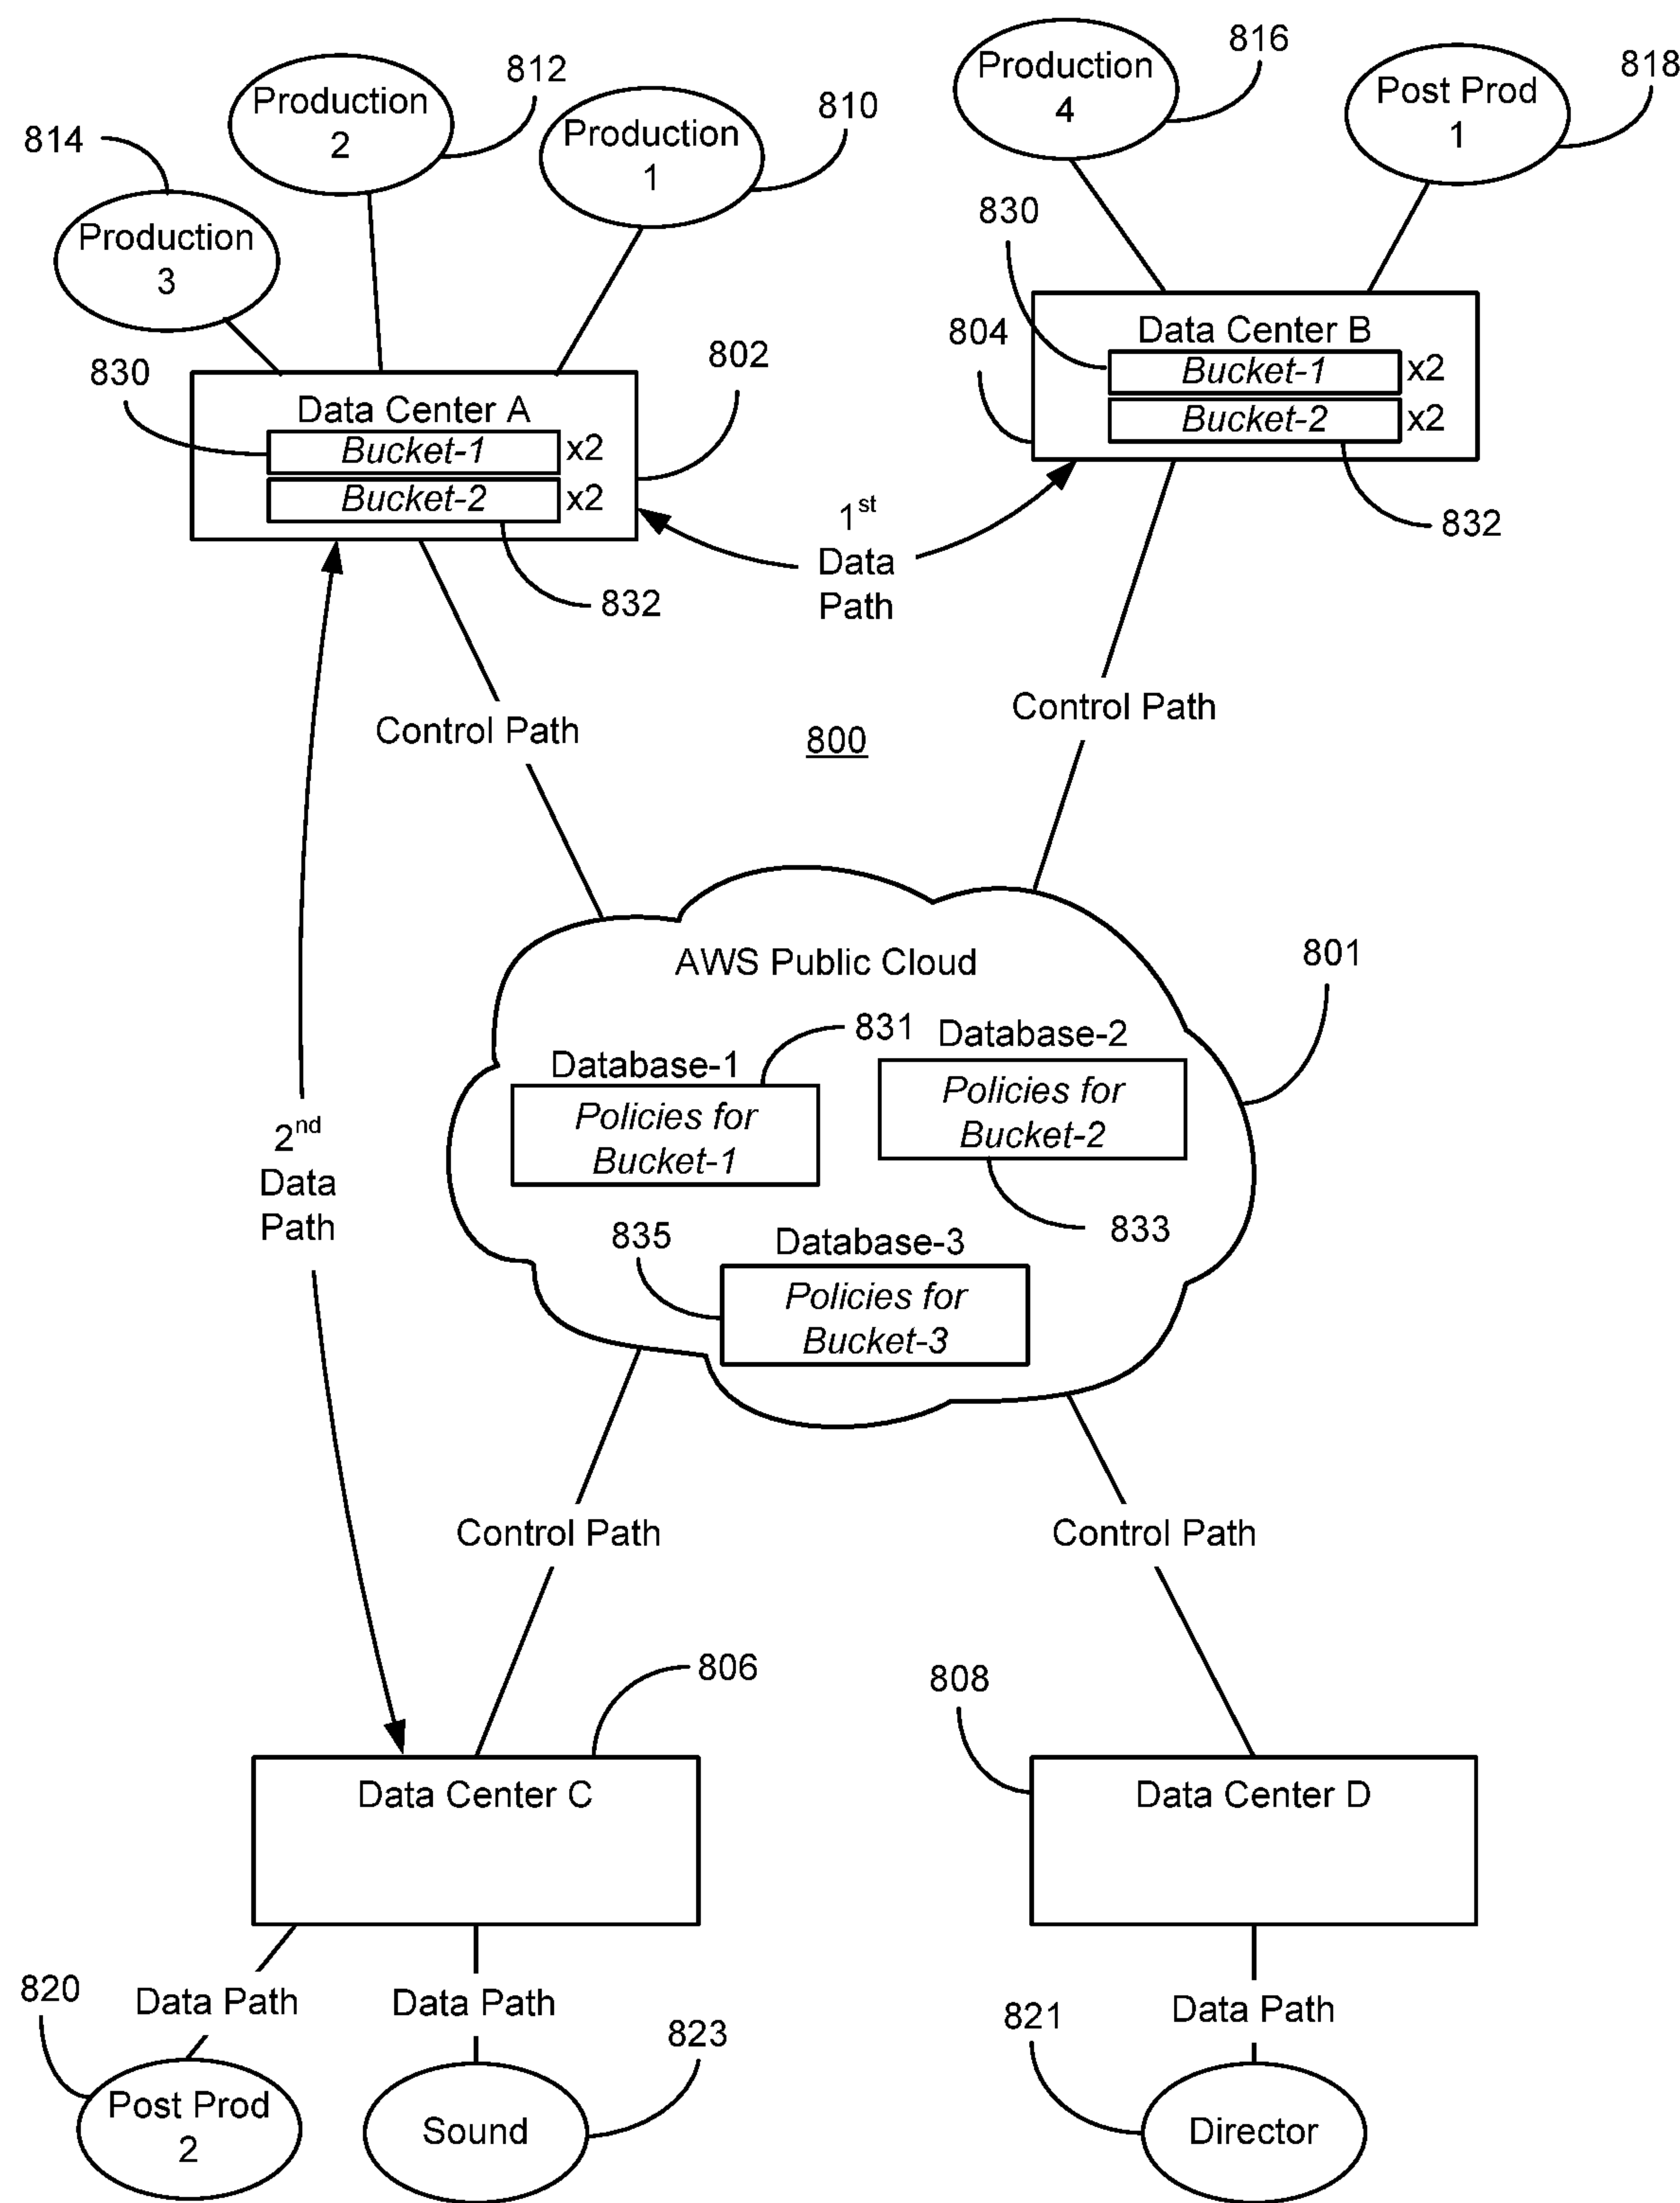 816
818
812
810
814
Production
4
Post Prod
1
Production
2
Production
1
Production
3
830
804
Data Center B
Bucket-1 x2
Bucket-2 x2
832
830
802
Data Center A
Bucket-1 x2
Bucket-2 x2
832
1st
Data
Path
Control Path
Control Path
800
AWS Public Cloud
801
831
Database-1
Policies for
Bucket-1
Database-2
Policies for
Bucket-2
833
835
Database-3
Policies for
Bucket-3
2nd
Data
Path
Control Path
Control Path
806
808
Data Center C
Data Center D
820
Data Path
Data Path
823
821
Data Path
Post Prod
2
Sound
Director